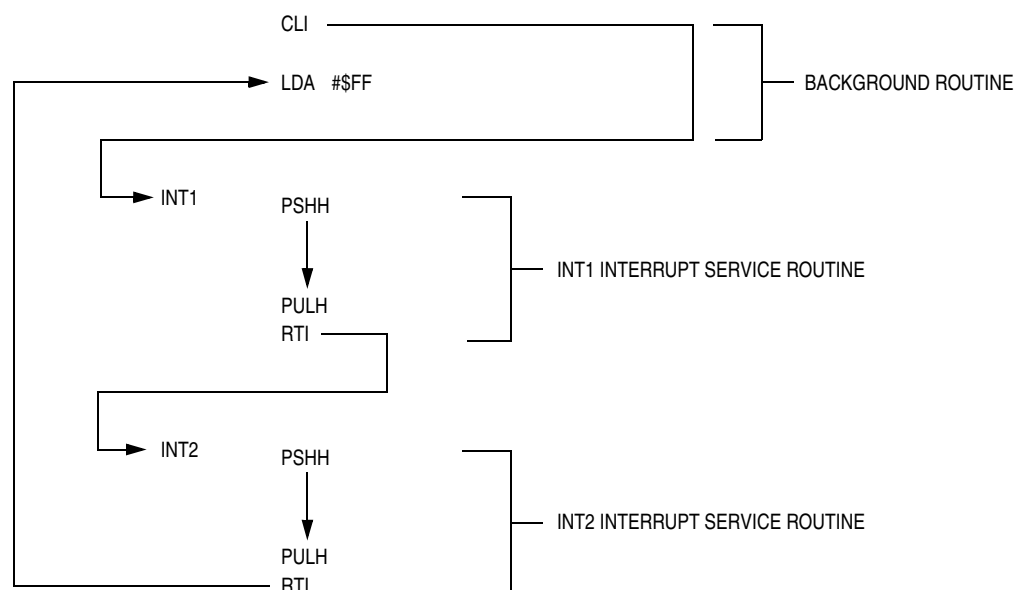 CLI
LDA #$FF
BACKGROUND ROUTINE
INT1
PSHH
INT1 INTERRUPT SERVICE ROUTINE
PULH
RTI
INT2
PSHH
INT2 INTERRUPT SERVICE ROUTINE
PULH
RTI